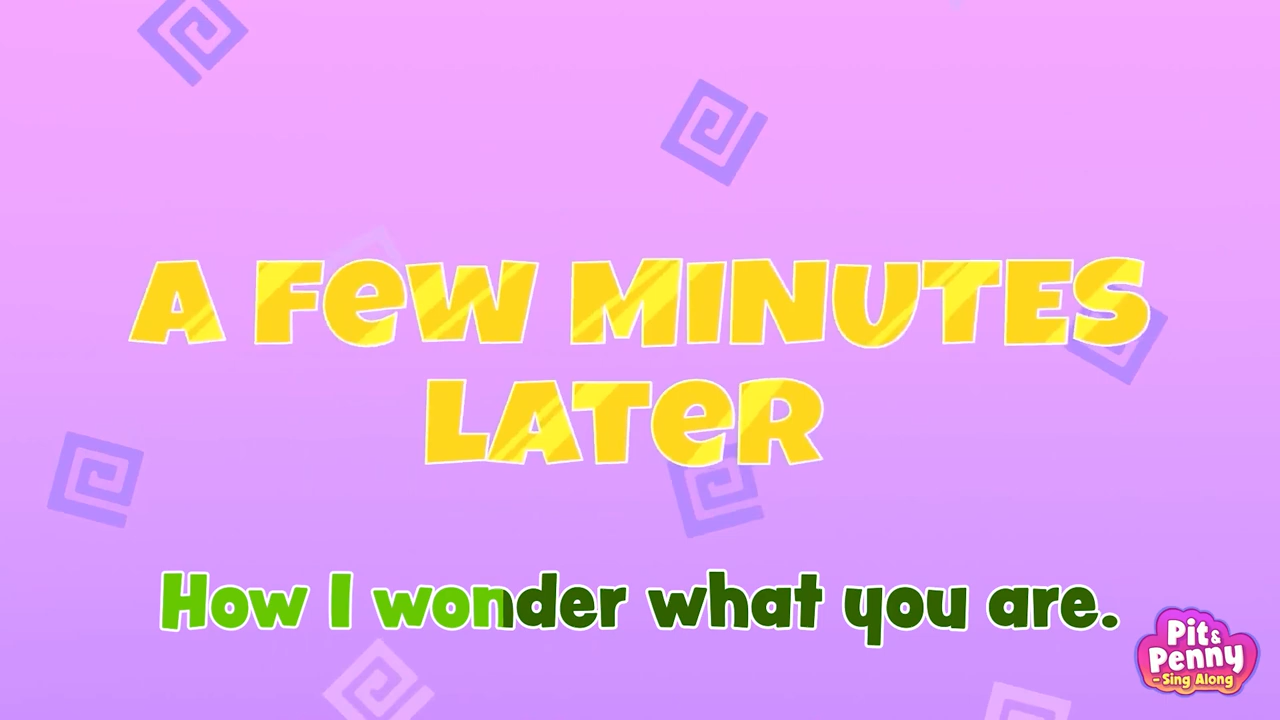 A FeW MINUTES
LATeR
How I wonder what you are.
Pit &
Penny
- Sing Along